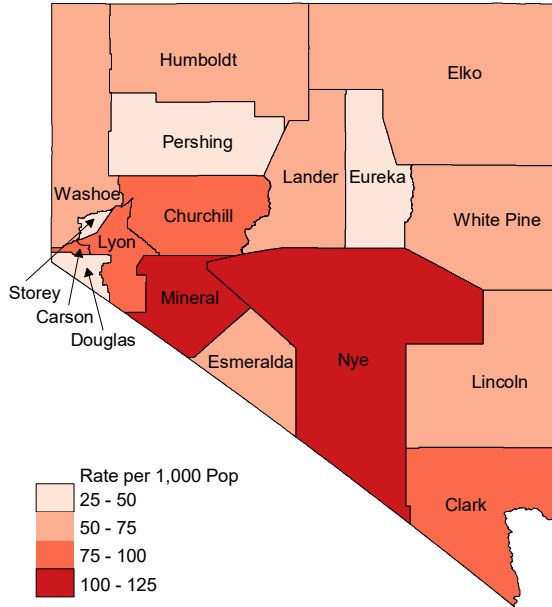 Humboldt
Elko
Pershing
Lander
Eureka
Washoe
Churchill
White Pine
Lyon
Storey
Carson
Douglas
Mineral
Esmeralda
Nye
Lincoln
Clark
Rate per 1,000 Pop
25 - 50
50 - 75
75 - 100
100 - 125